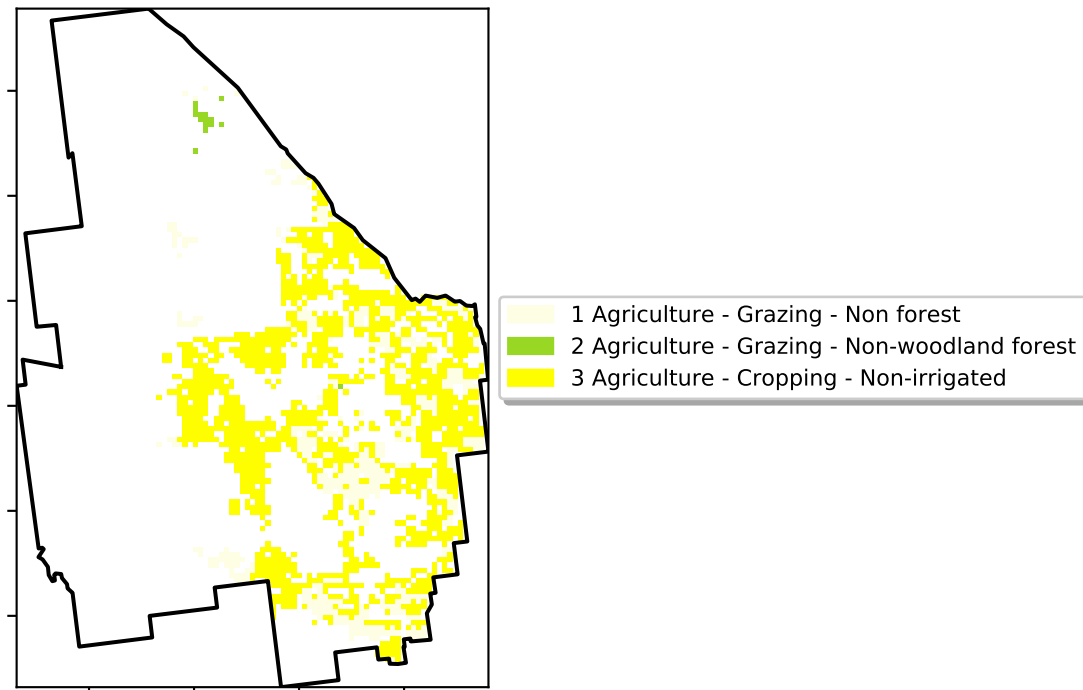 1 Agriculture - Grazing - Non forest
2 Agriculture - Grazing - Non-woodland forest
3 Agriculture - Cropping - Non-irrigated